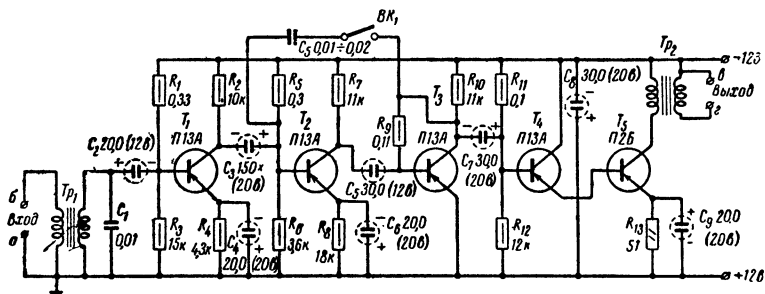 C₅ 0,01÷0,02
ВК₁
R₁
0,33
R₂
10к
R₅
0,3
R₇
11к
T₃
R₁₀
11к
R₁₁
0,1
C₈ 30,0 (20в)
Тр₂
-12В
в
выход
г
T₁
П13А
T₂
П13А
R₉
0,11
П13А
T₄
П13А
T₅
П2Б
C₂ 20,0 (12в)
C₃ 15,0 ×
(20в)
C₅ 30,0 (12в)
C₇ 30,0
(20в)
б
вход
а
Тр₁
C₁
0,01
R₃
15к
R₄
4,3к
C₄
20,0 (20в)
R₆
3,6к
R₈
18к
C₆ 20,0
(20в)
R₁₂
12к
R₁₃
51
C₉ 20,0
(20в)
+12в